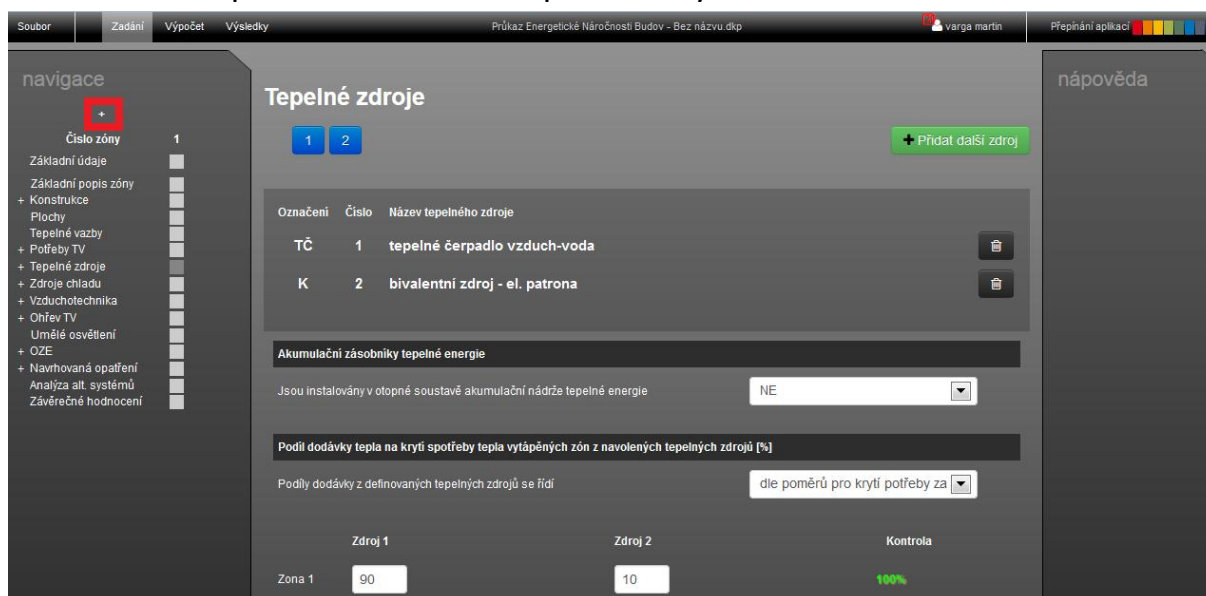 Soubor Zadání Výpočet Výsledky Průkaz Energetické Náročnosti Budov - Bez názvu.dkp varga martin Přepínání aplikací
navigace
+
Číslo zóny 1
Základní údaje
Základní popis zóny
+ Konstrukce
Plochy
Tepelné vazby
+ Potřeby TV
+ Tepelné zdroje
+ Zdroje chladu
+ Vzduchotechnika
+ Ohřev TV
Umělé osvětlení
+ OZE
+ Navrhovaná opatření
Analýza alt. systémů
Závěrečné hodnocení
Tepelné zdroje
1 2 + Přidat další zdroj
Označení Číslo Název tepelného zdroje
TČ 1 tepelné čerpadlo vzduch-voda
K 2 bivalentní zdroj - el. patrona
Akumulační zásobníky tepelné energie
Jsou instalovány v otopné soustavě akumulační nádrže tepelné energie NE
Podíl dodávky tepla na krytí spotřeby tepla vytápěných zón z navolených tepelných zdrojů [%]
Podíly dodávky z definovaných tepelných zdrojů se řídí dle poměrů pro krytí potřeby za
Zdroj 1 Zdroj 2 Kontrola
Zona 1 90 10 100%
nápověda